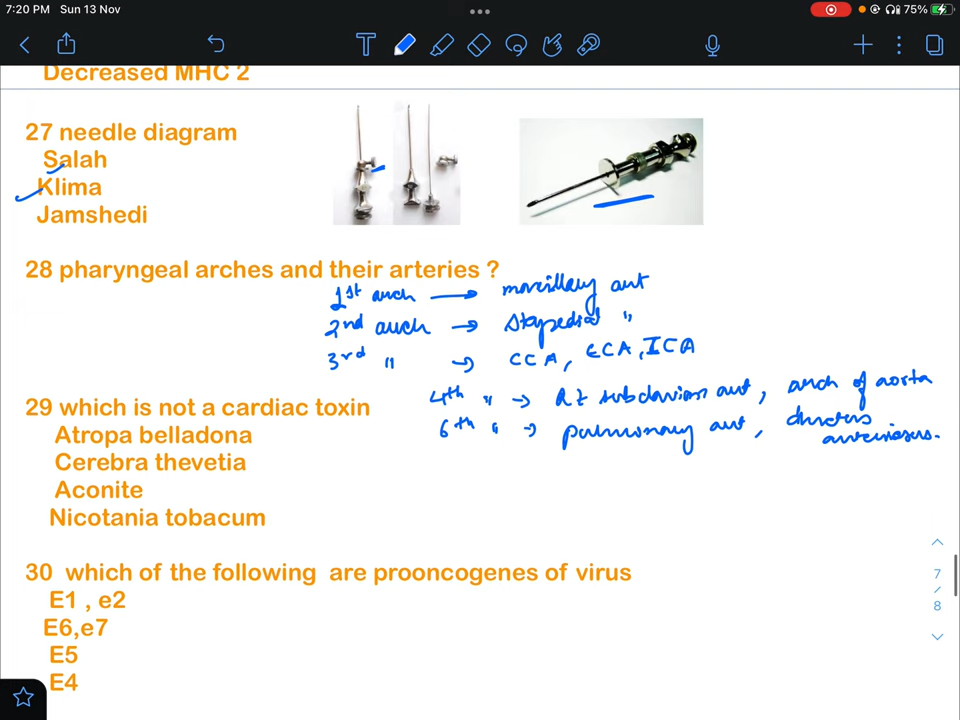 7:20 PM Sun 13 Nov 75%
Decreased MHC 2
27 needle diagram
Salah
Klima
Jamshedi
28 pharyngeal arches and their arteries ?
1st arch → maxillary art
2nd arch → Stapedial "
3rd " → CCA, ECA, ICA
4th " → Rt subclavian art, arch of aorta
6th " → pulmonary art, ductus
arteriosus.
29 which is not a cardiac toxin
Atropa belladona
Cerebra thevetia
Aconite
Nicotania tobacum
30 which of the following are prooncogenes of virus
E1 , e2
E6,e7
E5
E4
7
/
8